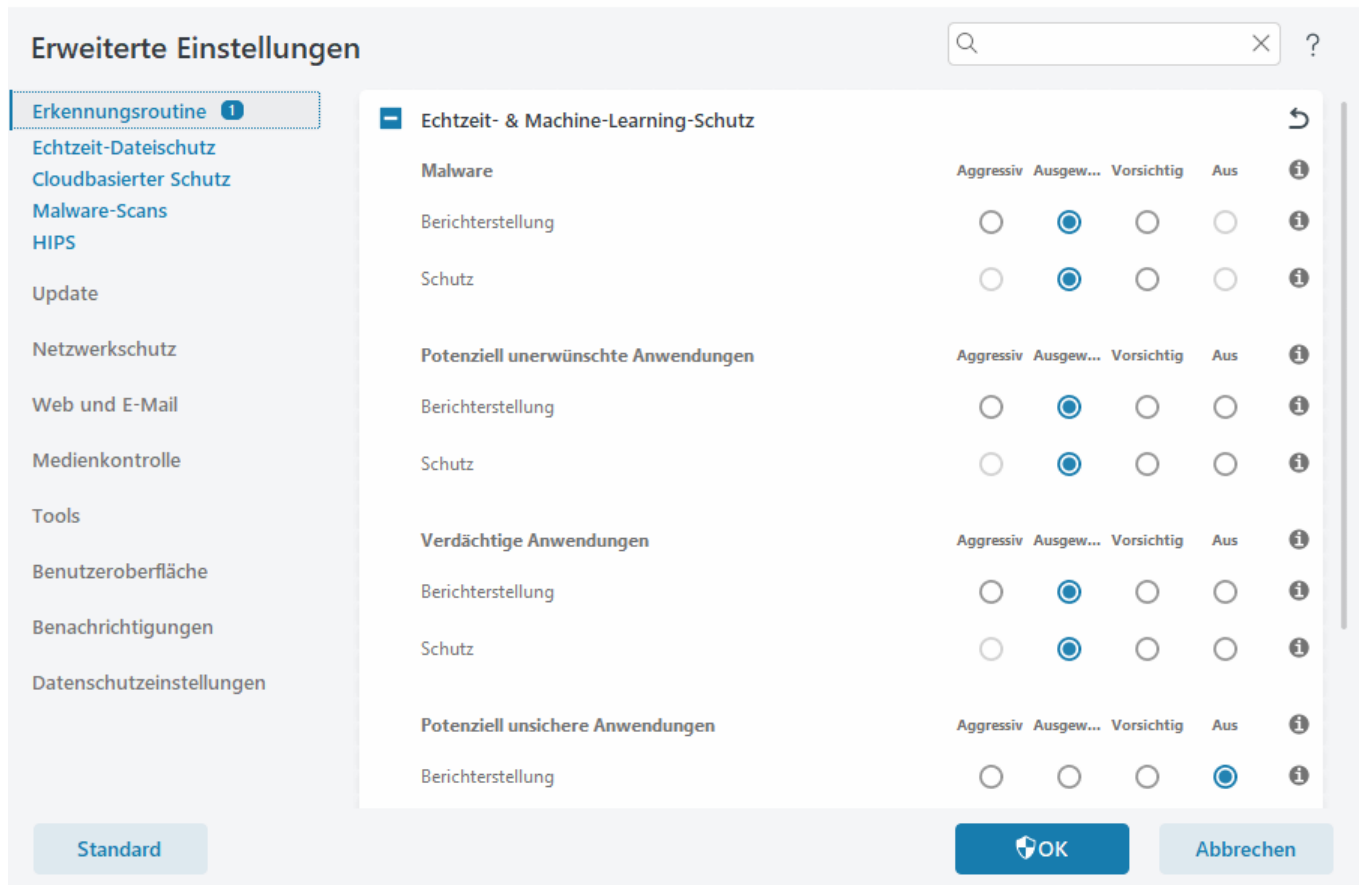 Erweiterte Einstellungen
?
Erkennungsroutine 1
Echtzeit-Dateischutz
Cloudbasierter Schutz
Malware-Scans
HIPS
Update
Netzwerkschutz
Web und E-Mail
Medienkontrolle
Tools
Benutzeroberfläche
Benachrichtigungen
Datenschutzeinstellungen
Echtzeit- & Machine-Learning-Schutz
Malware Aggressiv Ausgew... Vorsichtig Aus
Berichterstellung
Schutz
Potenziell unerwünschte Anwendungen Aggressiv Ausgew... Vorsichtig Aus
Berichterstellung
Schutz
Verdächtige Anwendungen Aggressiv Ausgew... Vorsichtig Aus
Berichterstellung
Schutz
Potenziell unsichere Anwendungen Aggressiv Ausgew... Vorsichtig Aus
Berichterstellung
Standard
OK
Abbrechen